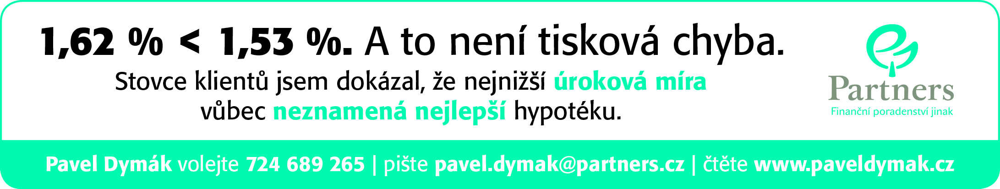 1,62 % < 1,53 %. A to není tisková chyba.
Stovce klientů jsem dokázal, že nejnižší úroková míra
vůbec neznamená nejlepší hypotéku.
Partners
Finanční poradenství jinak
Pavel Dymák volejte 724 689 265 | pište pavel.dymak@partners.cz | čtěte www.paveldymak.cz